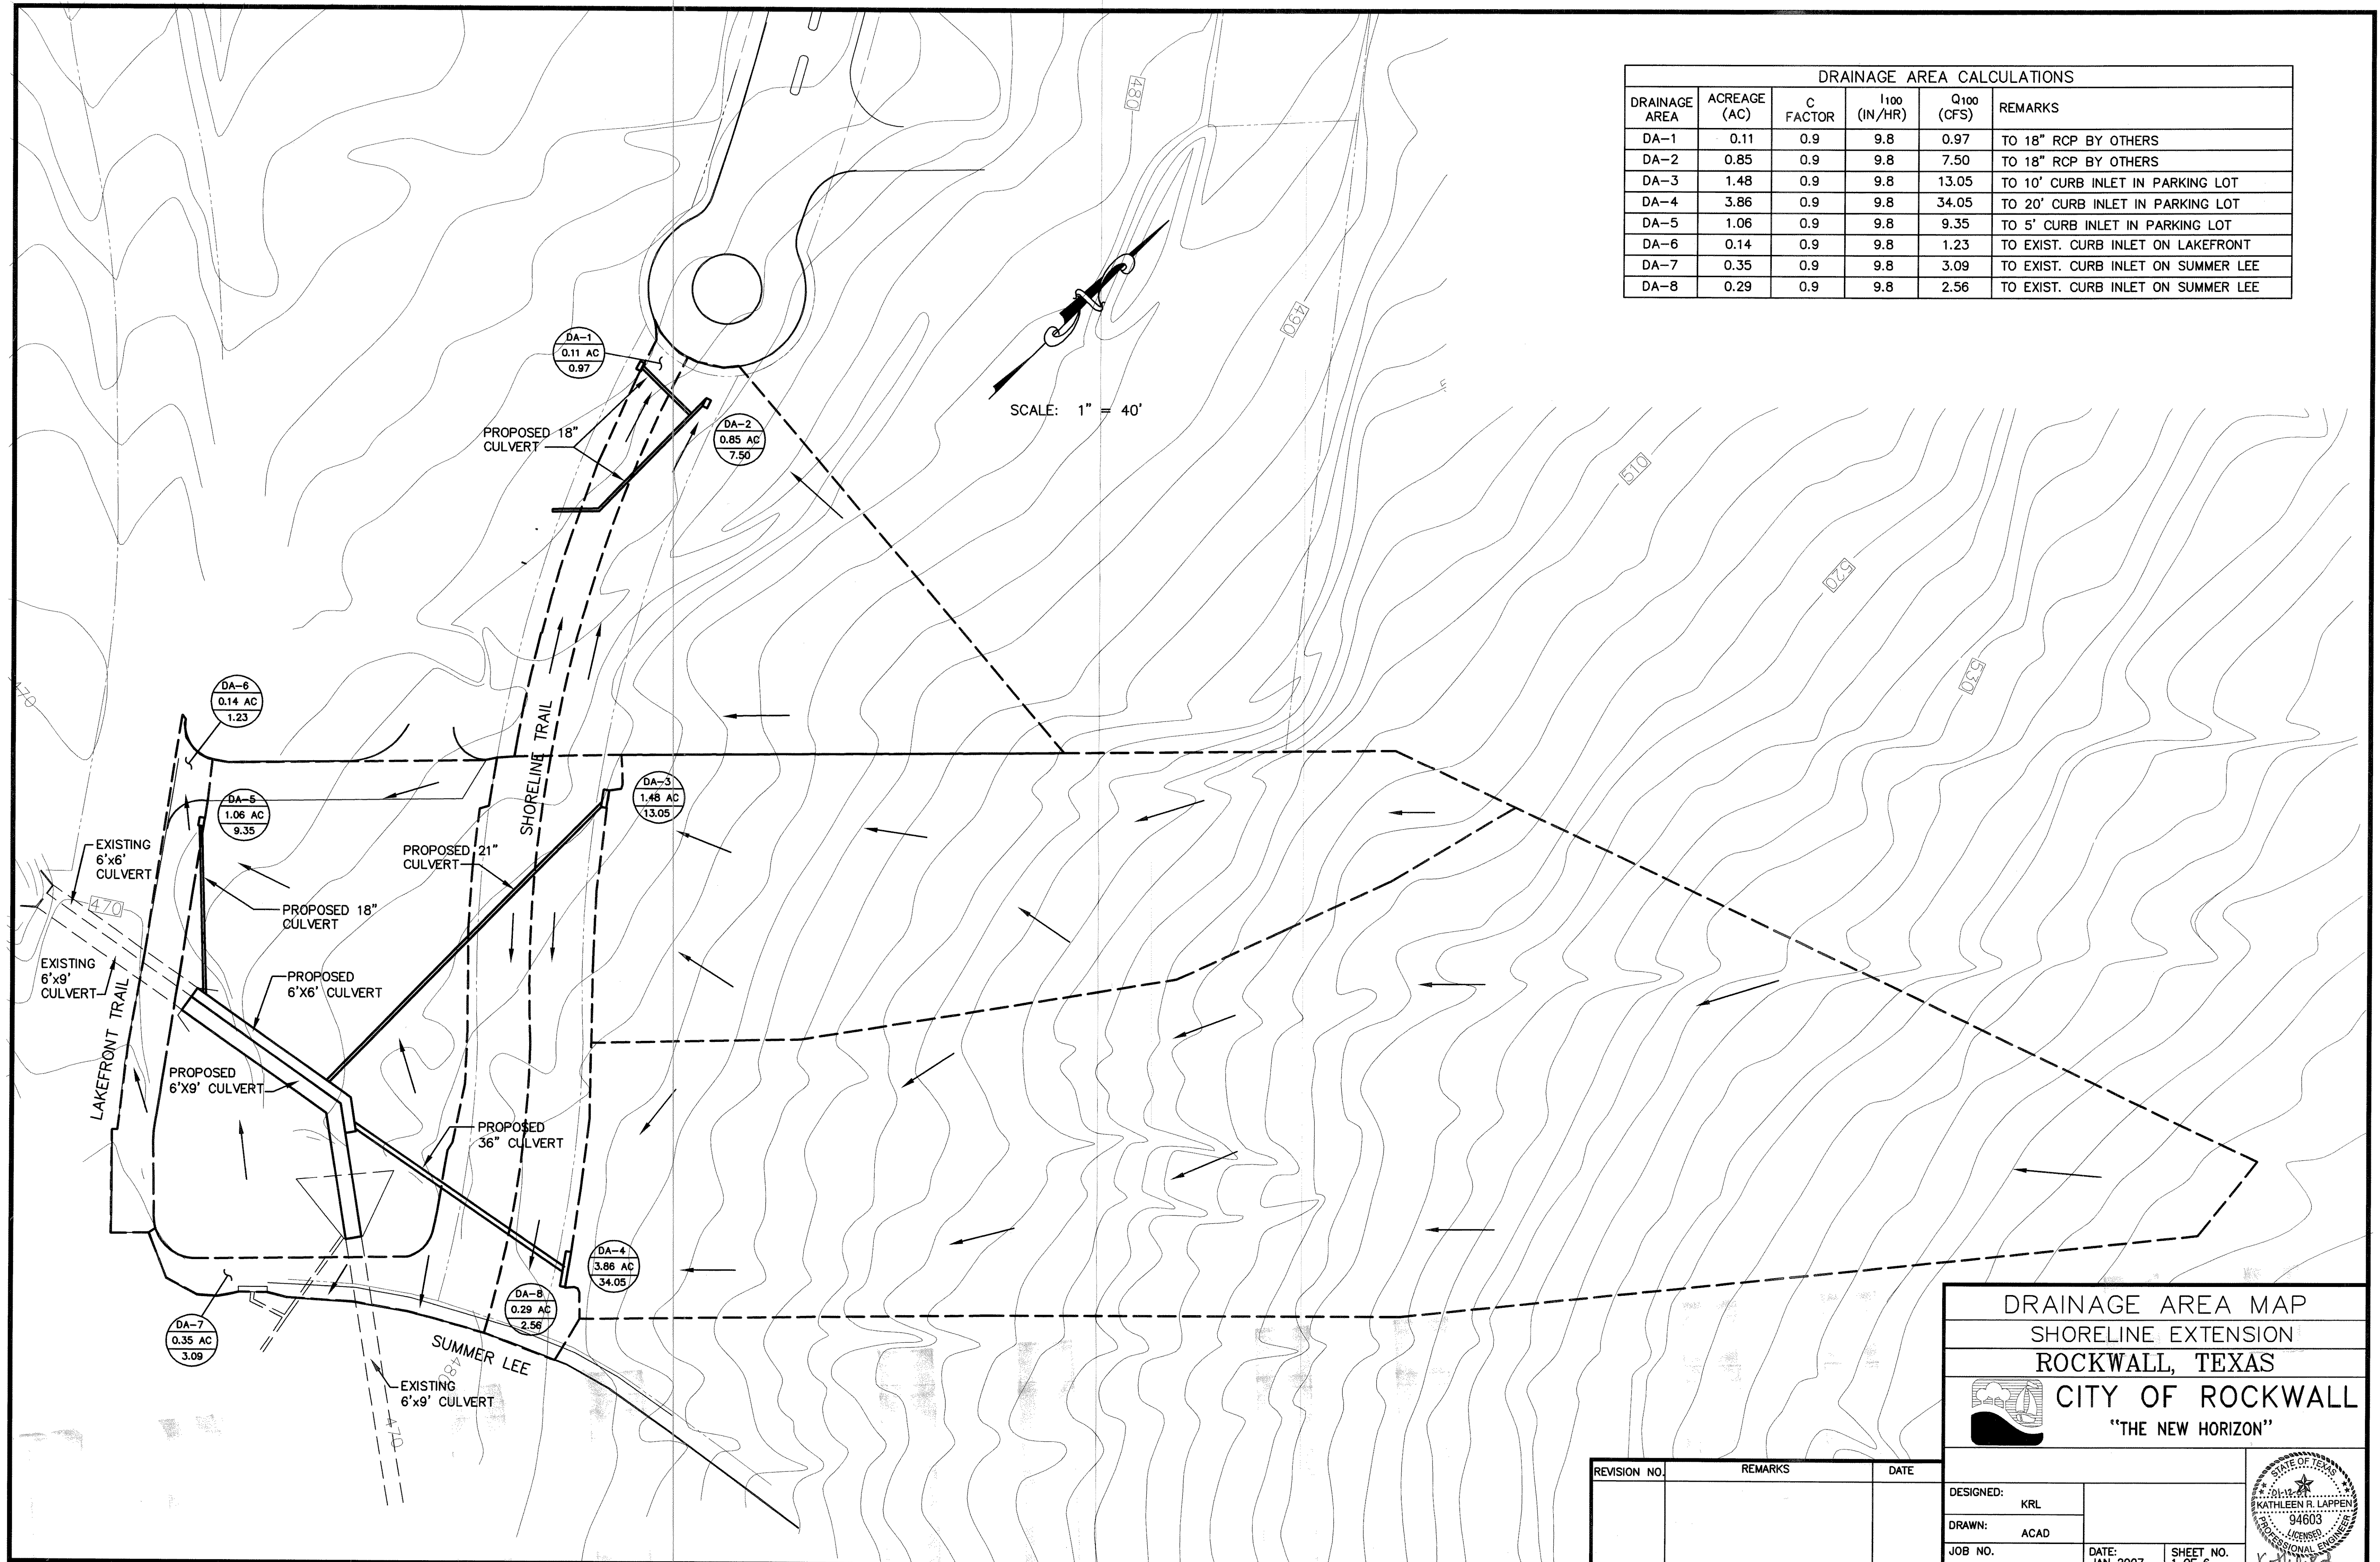 DRAINAGE AREA CALCULATIONS
DRAINAGE AREA ACREAGE (AC) C FACTOR I100 (IN/HR) Q100 (CFS) REMARKS
DA-1 0.11 0.9 9.8 0.97 TO 18" RCP BY OTHERS
DA-2 0.85 0.9 9.8 7.50 TO 18" RCP BY OTHERS
DA-3 1.48 0.9 9.8 13.05 TO 10' CURB INLET IN PARKING LOT
DA-4 3.86 0.9 9.8 34.05 TO 20' CURB INLET IN PARKING LOT
DA-5 1.06 0.9 9.8 9.35 TO 5' CURB INLET IN PARKING LOT
DA-6 0.14 0.9 9.8 1.23 TO EXIST. CURB INLET ON LAKEFRONT
DA-7 0.35 0.9 9.8 3.09 TO EXIST. CURB INLET ON SUMMER LEE
DA-8 0.29 0.9 9.8 2.56 TO EXIST. CURB INLET ON SUMMER LEE
480
490
SCALE: 1" = 40'
DA-1
0.11 AC
0.97
PROPOSED 18"
CULVERT
DA-2
0.85 AC
7.50
510
520
530
470
DA-6
0.14 AC
1.23
SHORELINE TRAIL
DA-3
1.48 AC
13.05
DA-5
1.06 AC
9.35
EXISTING
6'x6'
CULVERT
PROPOSED 21"
CULVERT
470
PROPOSED 18"
CULVERT
EXISTING
6'x9'
CULVERT
PROPOSED
6'X6' CULVERT
LAKEFRONT TRAIL
PROPOSED
6'X9' CULVERT
PROPOSED
36" CULVERT
DA-4
3.86 AC
34.05
DA-8
0.29 AC
2.56
DA-7
0.35 AC
3.09
SUMMER LEE
480
EXISTING
6'x9' CULVERT
470
DRAINAGE AREA MAP
SHORELINE EXTENSION
ROCKWALL, TEXAS
CITY OF ROCKWALL
"THE NEW HORIZON"
REVISION NO. REMARKS DATE
DESIGNED:
KRL
DRAWN:
ACAD
JOB NO.
DATE:
JAN 2007
SHEET NO.
1 OF 6
STATE OF TEXAS
KATHLEEN R. LAPPEN
94603
LICENSED
PROFESSIONAL ENGINEER